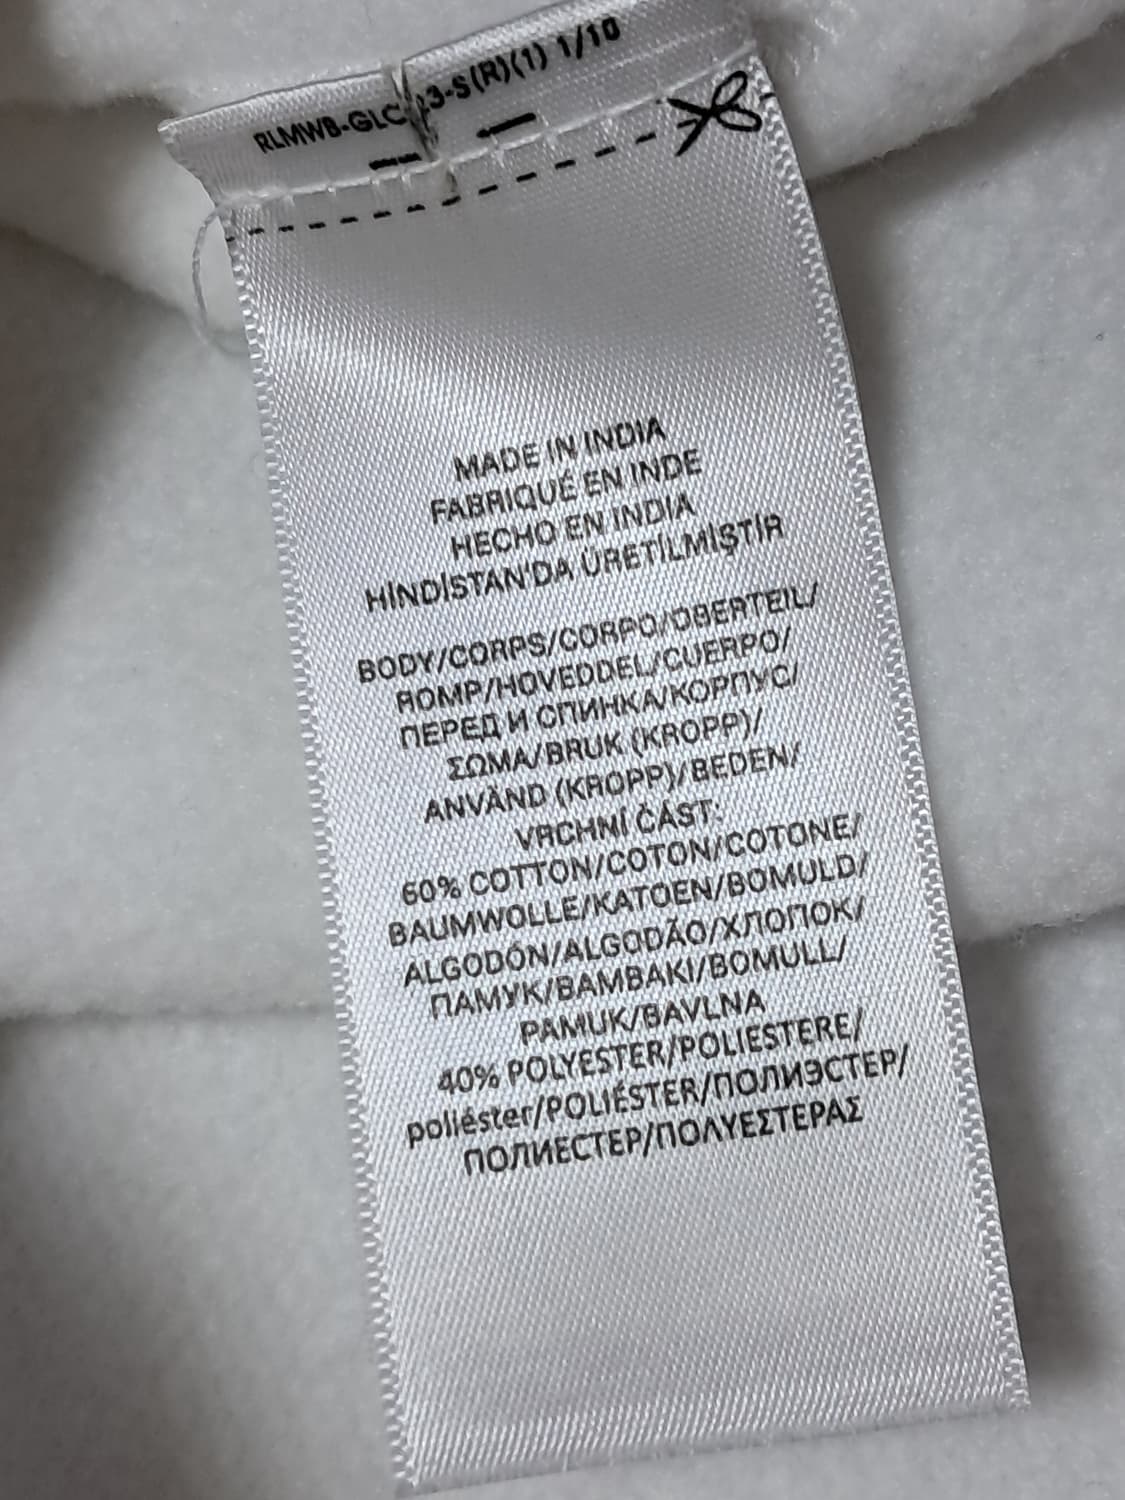 RLMWB-GLC 23-S(R)(1) 1/10
MADE IN INDIA
FABRIQUÉ EN INDE
HECHO EN INDIA
HİNDİSTAN'DA ÜRETİLMİŞTİR
BODY/CORPS/CORPO/OBERTEIL/
ROMP/HOVEDDEL/CUERPO/
ПЕРЕД И СПИНКА/КОРПУС/
ΣΩΜΑ/BRUK (KROPP)/
ANVÄND (KROPP)/BEDEN/
VRCHNÍ ČÁST:
60% COTTON/COTON/COTONE/
BAUMWOLLE/KATOEN/BOMULD/
ALGODÓN/ALGODÃO/ХЛОПОК/
ПАМУК/ΒΑΜΒΑΚΙ/BOMULL/
PAMUK/BAVLNA
40% POLYESTER/POLIESTERE/
poliéster/POLIÉSTER/ПОЛИЭСТЕР/
ПОЛИЕСТЕР/ΠΟΛΥΕΣΤΕΡΑΣ